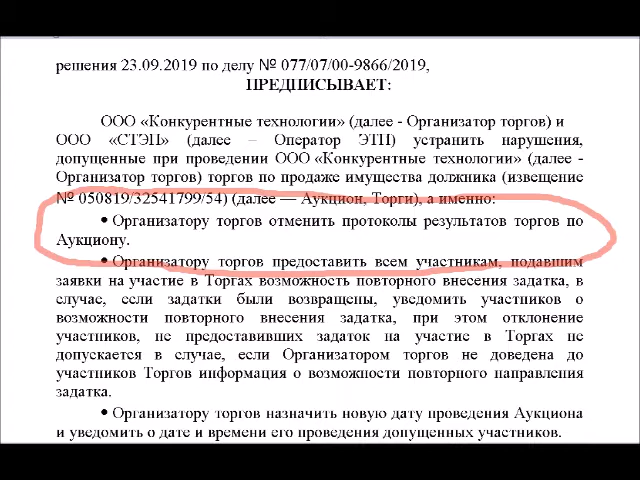 решения 23.09.2019 по делу № 077/07/00-9866/2019,
ПРЕДПИСЫВАЕТ:
ООО «Конкурентные технологии» (далее - Организатор торгов) и
ООО «СТЭП» (далее – Оператор ЭТП) устранить нарушения,
допущенные при проведении ООО «Конкурентные технологии» (далее -
Организатор торгов) торгов по продаже имущества должника (извещение
№ 050819/32541799/54) (далее — Аукцион, Торги), а именно:
• Организатору торгов отменить протоколы результатов торгов по
Аукциону.
• Организатору торгов предоставить всем участникам, подавшим
заявки на участие в Торгах возможность повторного внесения задатка, в
случае, если задатки были возвращены, уведомить участников о
возможности повторного внесения задатка, при этом отклонение
участников, не предоставивших задаток на участие в Торгах не
допускается в случае, если Организатором торгов не доведена до
участников Торгов информация о возможности повторного направления
задатка.
• Организатору торгов назначить новую дату проведения Аукциона
и уведомить о дате и времени его проведения допущенных участников.